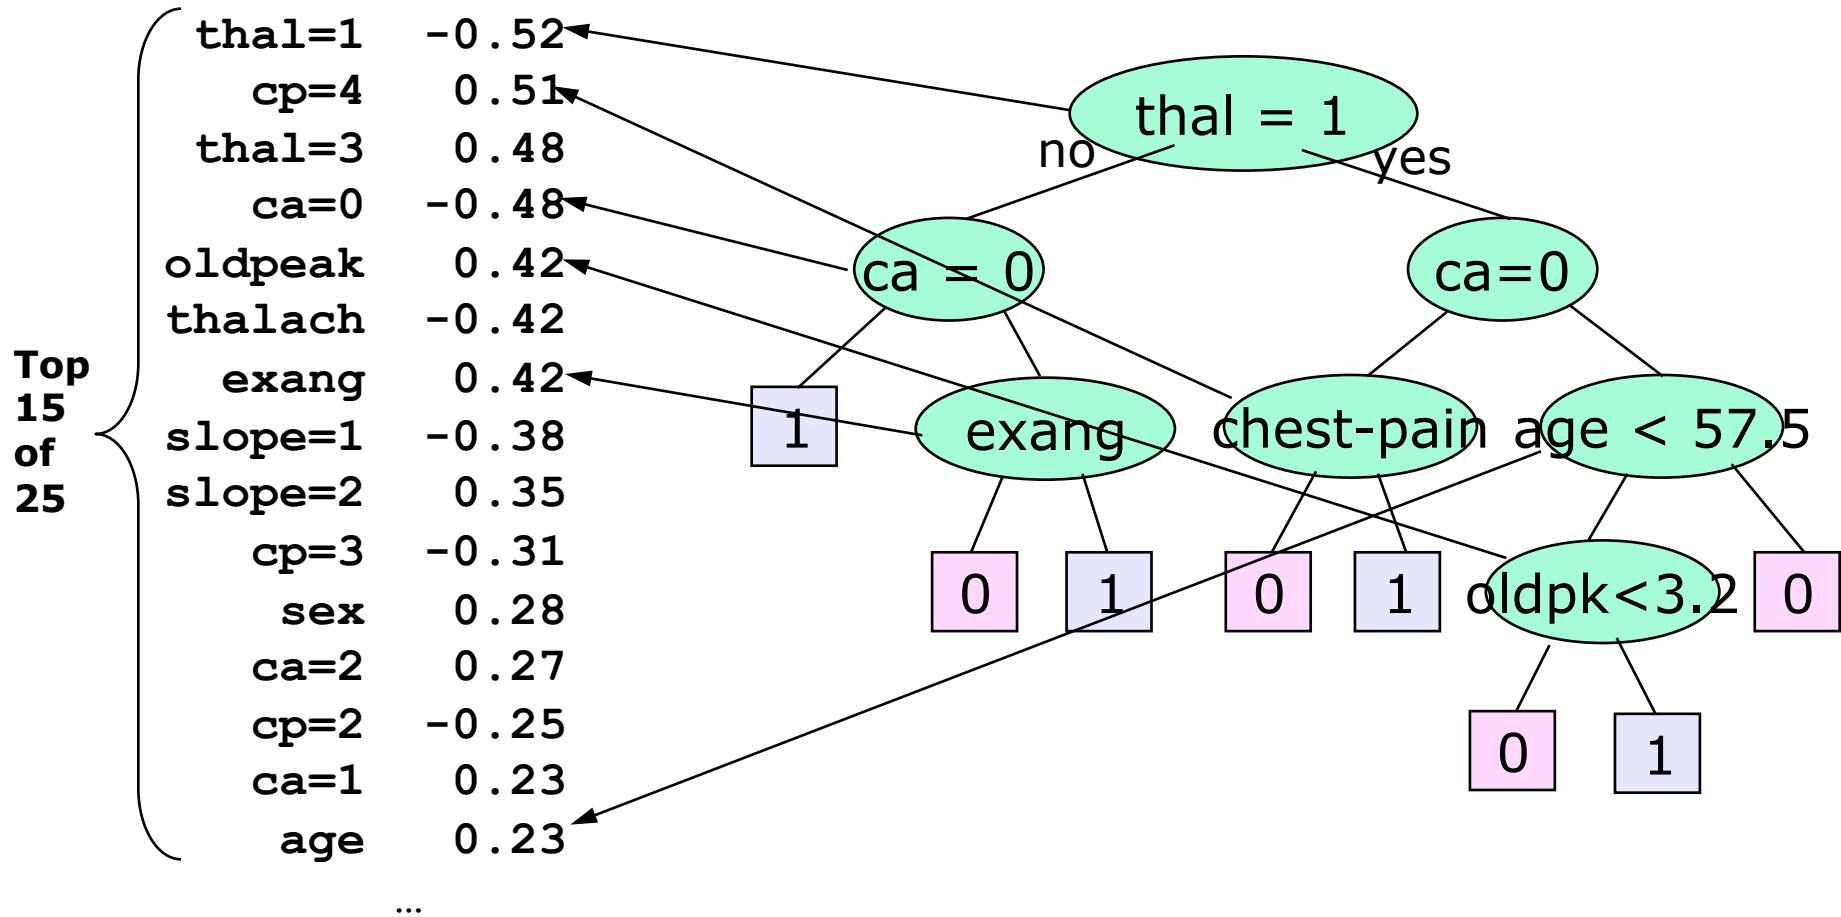 Top
15
of
25
thal=1 -0.52
cp=4 0.51
thal=3 0.48
ca=0 -0.48
oldpeak 0.42
thalach -0.42
exang 0.42
slope=1 -0.38
slope=2 0.35
cp=3 -0.31
sex 0.28
ca=2 0.27
cp=2 -0.25
ca=1 0.23
age 0.23
…
thal = 1
no yes
ca = 0 ca=0
1 exang chest-pain age < 57.5
0 1 0 1 oldpk<3.2 0
0 1